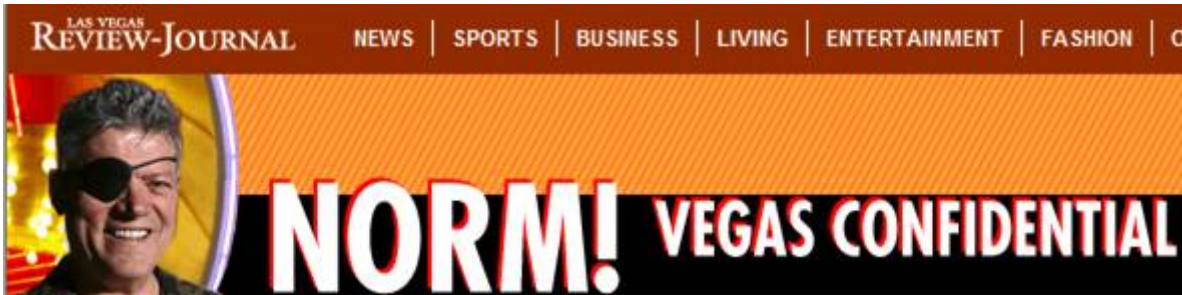 LAS VEGAS
REVIEW-JOURNAL NEWS | SPORTS | BUSINESS | LIVING | ENTERTAINMENT | FASHION |
NORM! VEGAS CONFIDENTIAL